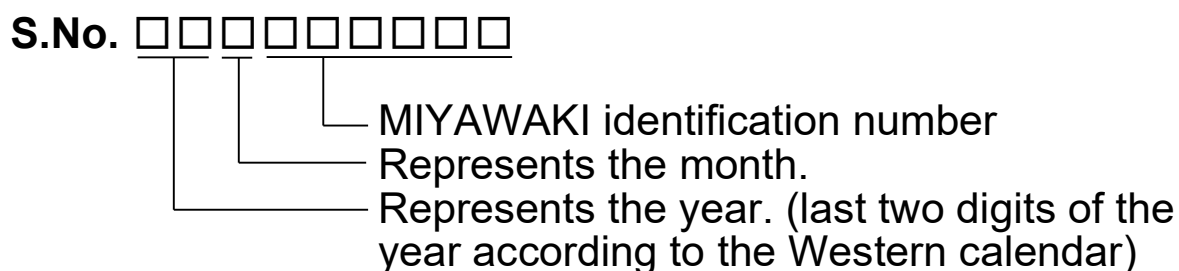 S.No. □□□□□□□□□
MIYAWAKI identification number
Represents the month.
Represents the year. (last two digits of the
year according to the Western calendar)